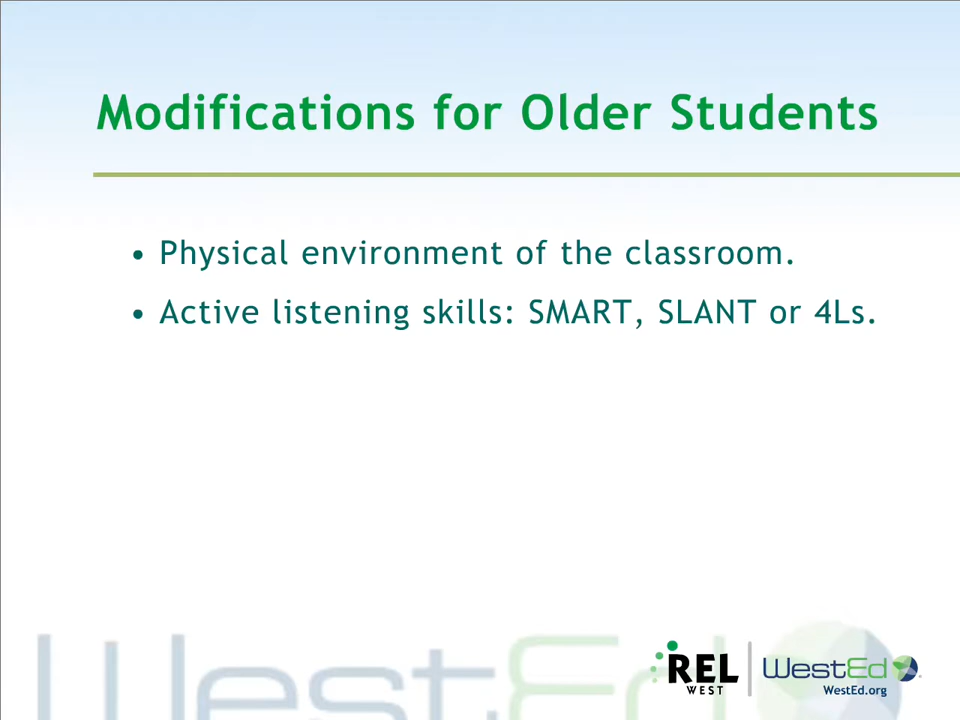 Modifications for Older Students
• Physical environment of the classroom.
• Active listening skills: SMART, SLANT or 4Ls.
WestEd
REL
WEST
WestEd
WestEd.org